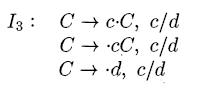 I₃ : C → c·C, c/d
C → ·cC, c/d
C → ·d, c/d